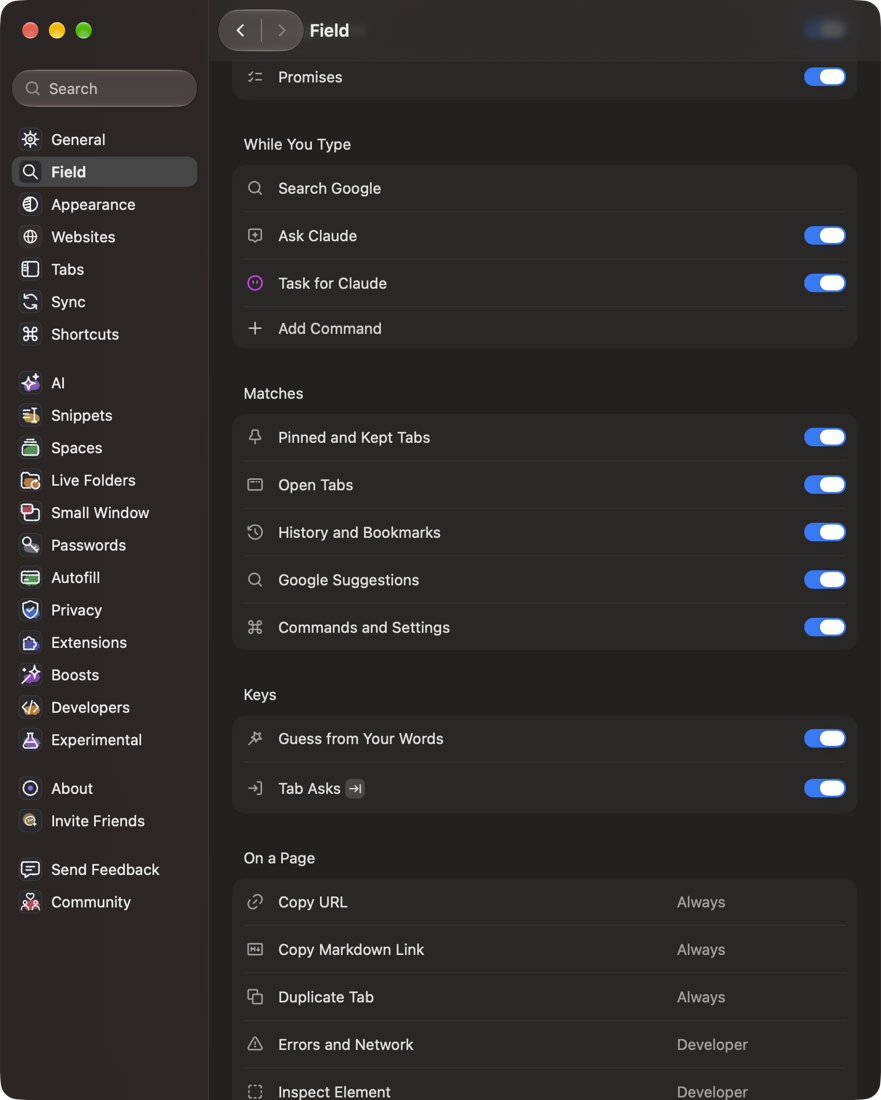 Field
Search
General
Field
Appearance
Websites
Tabs
Sync
Shortcuts
AI
Snippets
Spaces
Live Folders
Small Window
Passwords
Autofill
Privacy
Extensions
Boosts
Developers
Experimental
About
Invite Friends
Send Feedback
Community
Promises
While You Type
Search Google
Ask Claude
Task for Claude
Add Command
Matches
Pinned and Kept Tabs
Open Tabs
History and Bookmarks
Google Suggestions
Commands and Settings
Keys
Guess from Your Words
Tab Asks
On a Page
Copy URL Always
Copy Markdown Link Always
Duplicate Tab Always
Errors and Network Developer
Inspect Element Developer